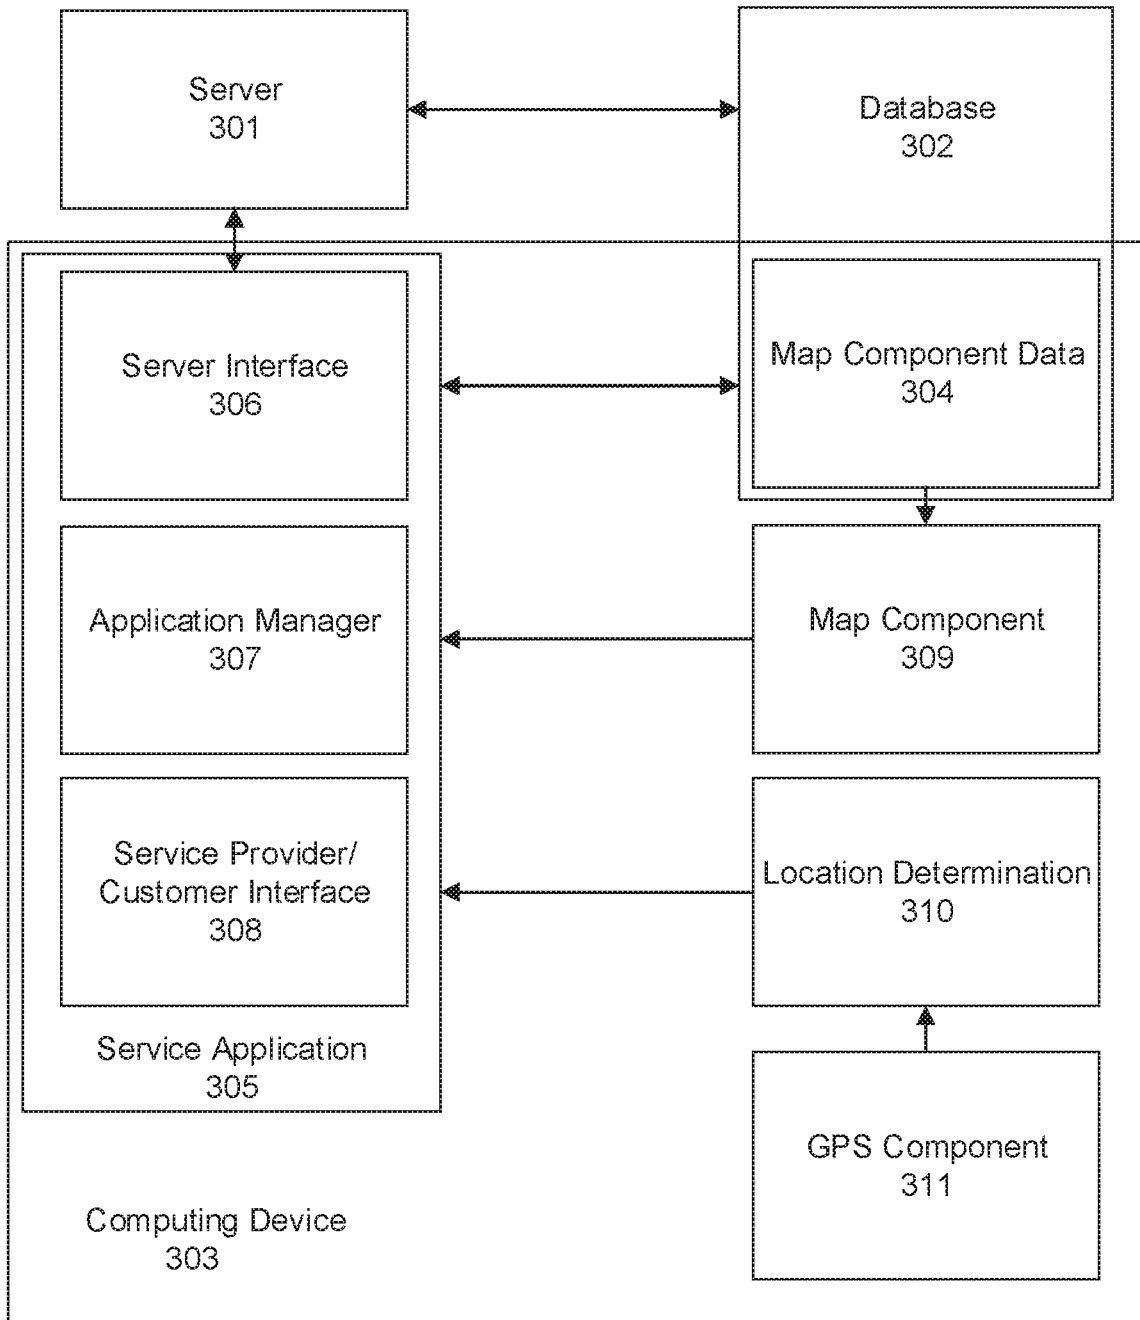 Server
301
Database
302
Server Interface
306
Map Component Data
304
Application Manager
307
Map Component
309
Service Provider/
Customer Interface
308
Location Determination
310
Service Application
305
GPS Component
311
Computing Device
303